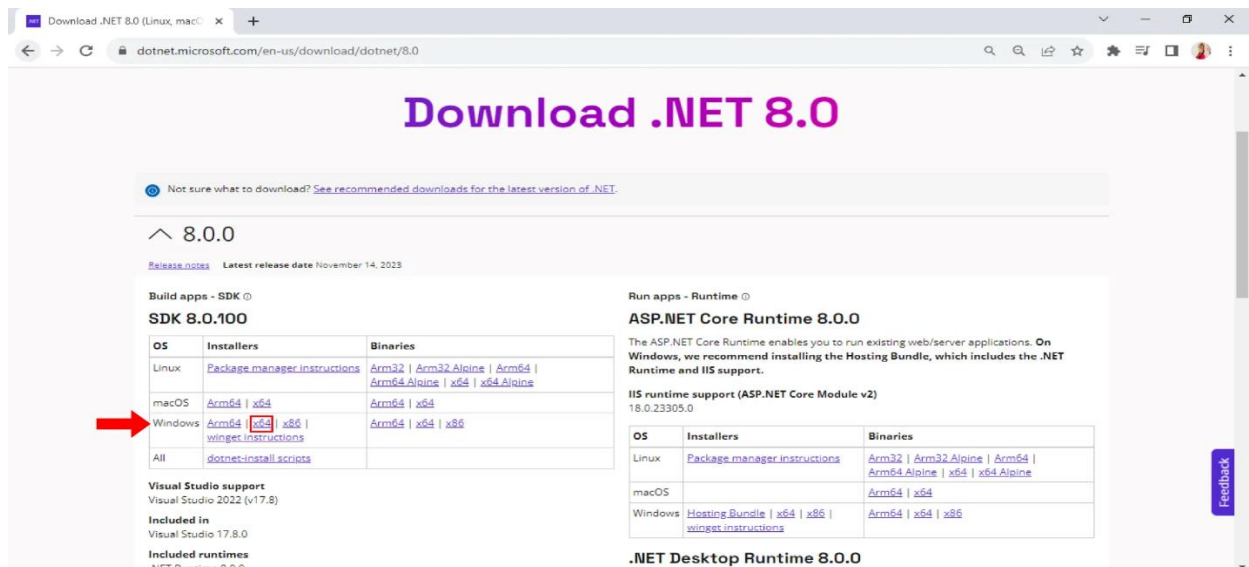 Download .NET 8.0 (Linux, macO
dotnet.microsoft.com/en-us/download/dotnet/8.0
Download .NET 8.0
Not sure what to download? See recommended downloads for the latest version of .NET.
8.0.0
Release notes Latest release date November 14, 2023
Build apps - SDK
SDK 8.0.100
OS Installers Binaries
Linux Package manager instructions Arm32 | Arm32 Alpine | Arm64 |
Arm64 Alpine | x64 | x64 Alpine
macOS Arm64 | x64 Arm64 | x64
Windows Arm64 | x64 | x86 | Arm64 | x64 | x86
winget instructions
All dotnet-install scripts
Visual Studio support
Visual Studio 2022 (v17.8)
Included in
Visual Studio 17.8.0
Included runtimes
.NET Runtime 8.0.0
Run apps - Runtime
ASP.NET Core Runtime 8.0.0
The ASP.NET Core Runtime enables you to run existing web/server applications. On
Windows, we recommend installing the Hosting Bundle, which includes the .NET
Runtime and IIS support.
IIS runtime support (ASP.NET Core Module v2)
18.0.23305.0
OS Installers Binaries
Linux Package manager instructions Arm32 | Arm32 Alpine | Arm64 |
Arm64 Alpine | x64 | x64 Alpine
macOS Arm64 | x64
Windows Hosting Bundle | x64 | x86 | Arm64 | x64 | x86
winget instructions
.NET Desktop Runtime 8.0.0
Feedback